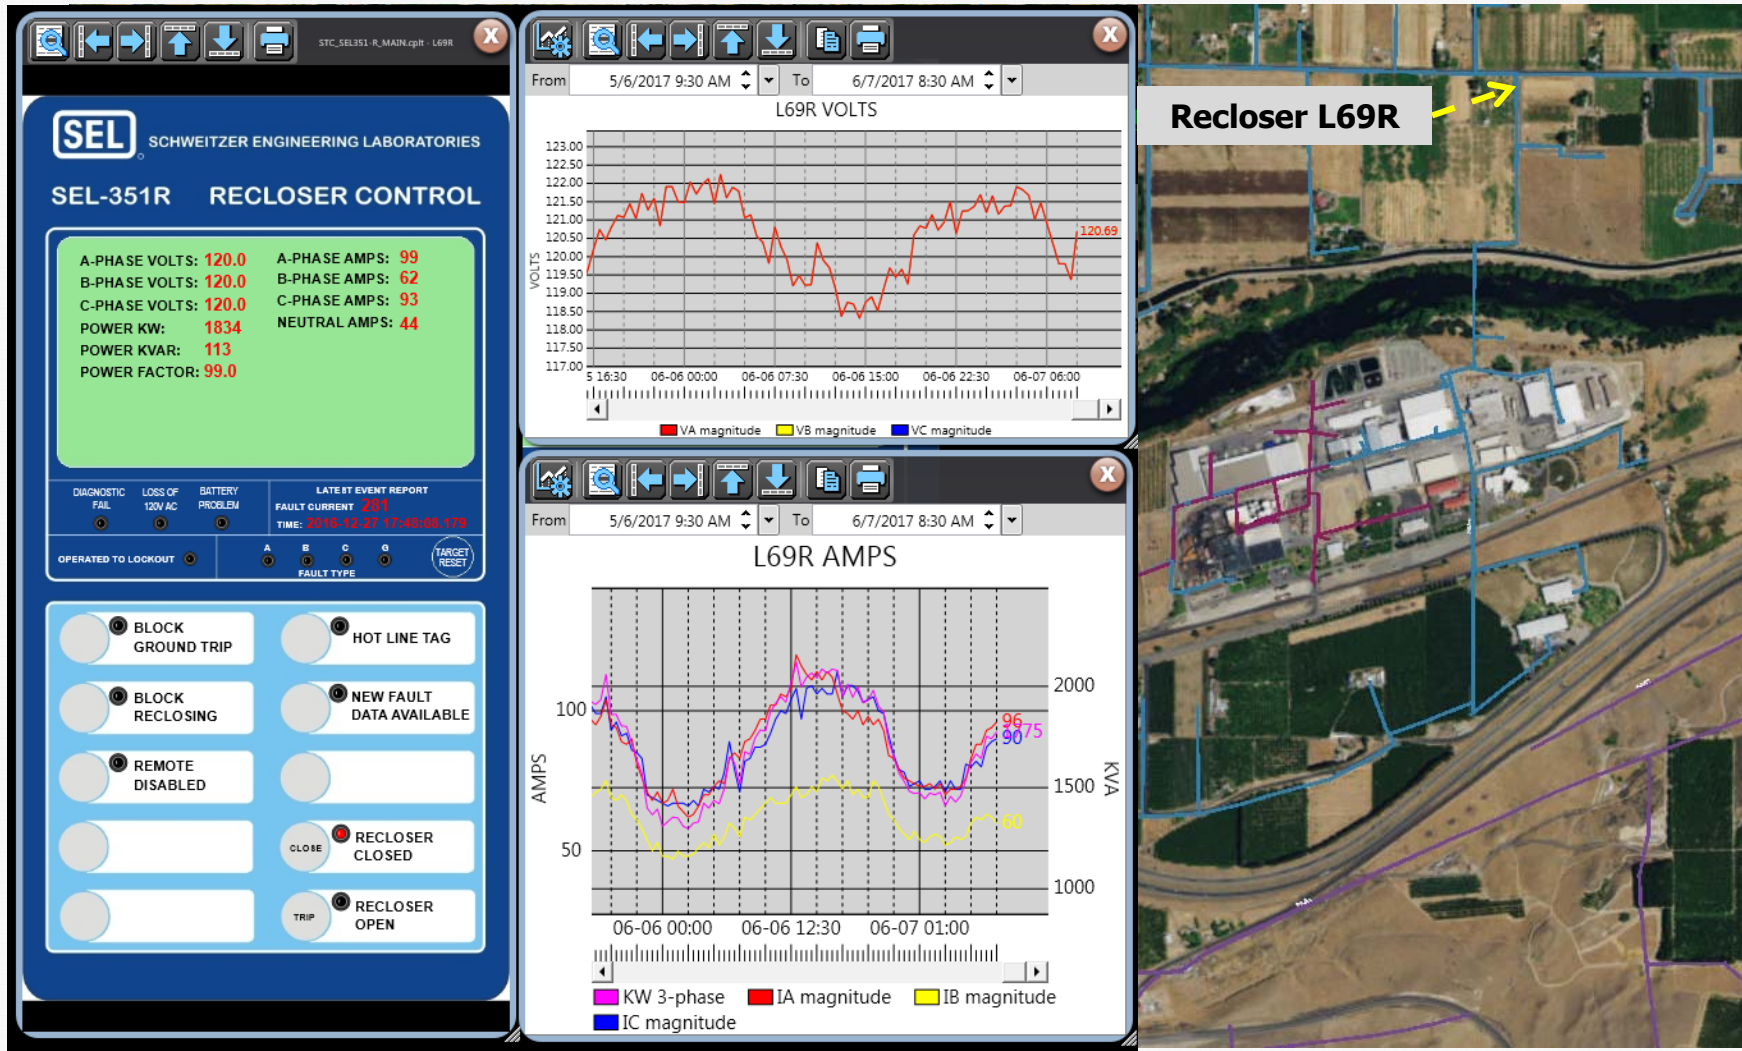 STC_SEL351-R_MAIN.cplt - L69R
X
SEL
SCHWEITZER ENGINEERING LABORATORIES
SEL-351R RECLOSER CONTROL
A-PHASE VOLTS: 120.0
B-PHASE VOLTS: 120.0
C-PHASE VOLTS: 120.0
POWER KW: 1834
POWER KVAR: 113
POWER FACTOR: 99.0
A-PHASE AMPS: 99
B-PHASE AMPS: 62
C-PHASE AMPS: 93
NEUTRAL AMPS: 44
DIAGNOSTIC
FAIL
LOSS OF
120V AC
BATTERY
PROBLEM
LATEST EVENT REPORT
FAULT CURRENT 281
TIME: 2016-12-27 17:48:08.179
OPERATED TO LOCKOUT
A B C G
FAULT TYPE
TARGET
RESET
BLOCK
GROUND TRIP
HOT LINE TAG
BLOCK
RECLOSING
NEW FAULT
DATA AVAILABLE
REMOTE
DISABLED
CLOSE
RECLOSER
CLOSED
TRIP
RECLOSER
OPEN
X
From 5/6/2017 9:30 AM To 6/7/2017 8:30 AM
L69R VOLTS
VOLTS
123.00
122.50
122.00
121.50
121.00
120.50
120.00
119.50
119.00
118.50
118.00
117.50
117.00
120.69
5 16:30 06-06 00:00 06-06 07:30 06-06 15:00 06-06 22:30 06-07 06:00
VA magnitude VB magnitude VC magnitude
X
From 5/6/2017 9:30 AM To 6/7/2017 8:30 AM
L69R AMPS
AMPS
100
50
KVA
2000
1500
1000
96
75
90
60
06-06 00:00 06-06 12:30 06-07 01:00
KW 3-phase IA magnitude IB magnitude
IC magnitude
Recloser L69R